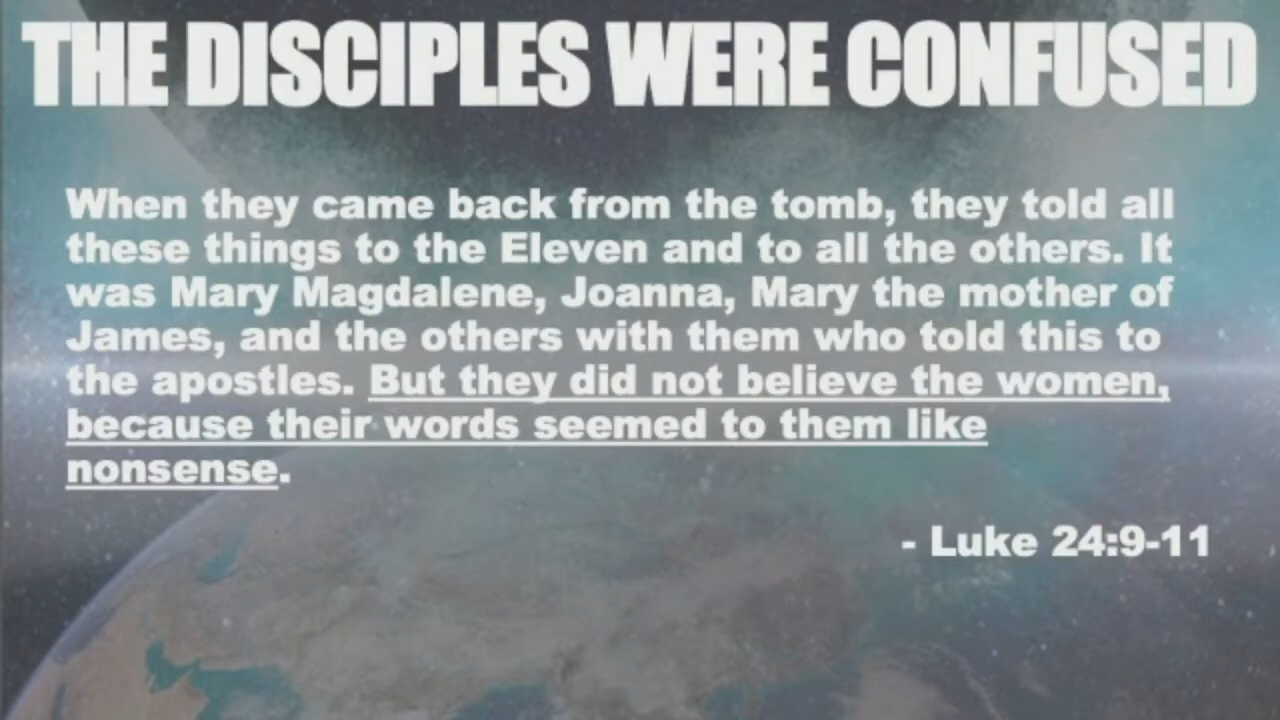 THE DISCIPLES WERE CONFUSED
When they came back from the tomb, they told all
these things to the Eleven and to all the others. It
was Mary Magdalene, Joanna, Mary the mother of
James, and the others with them who told this to
the apostles. But they did not believe the women,
because their words seemed to them like
nonsense.
- Luke 24:9-11